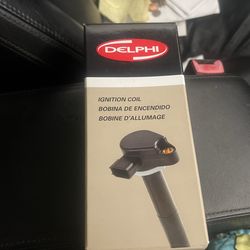 DELPHI
IGNITION COIL
BOBINA DE ENCENDIDO
BOBINE D'ALLUMAGE